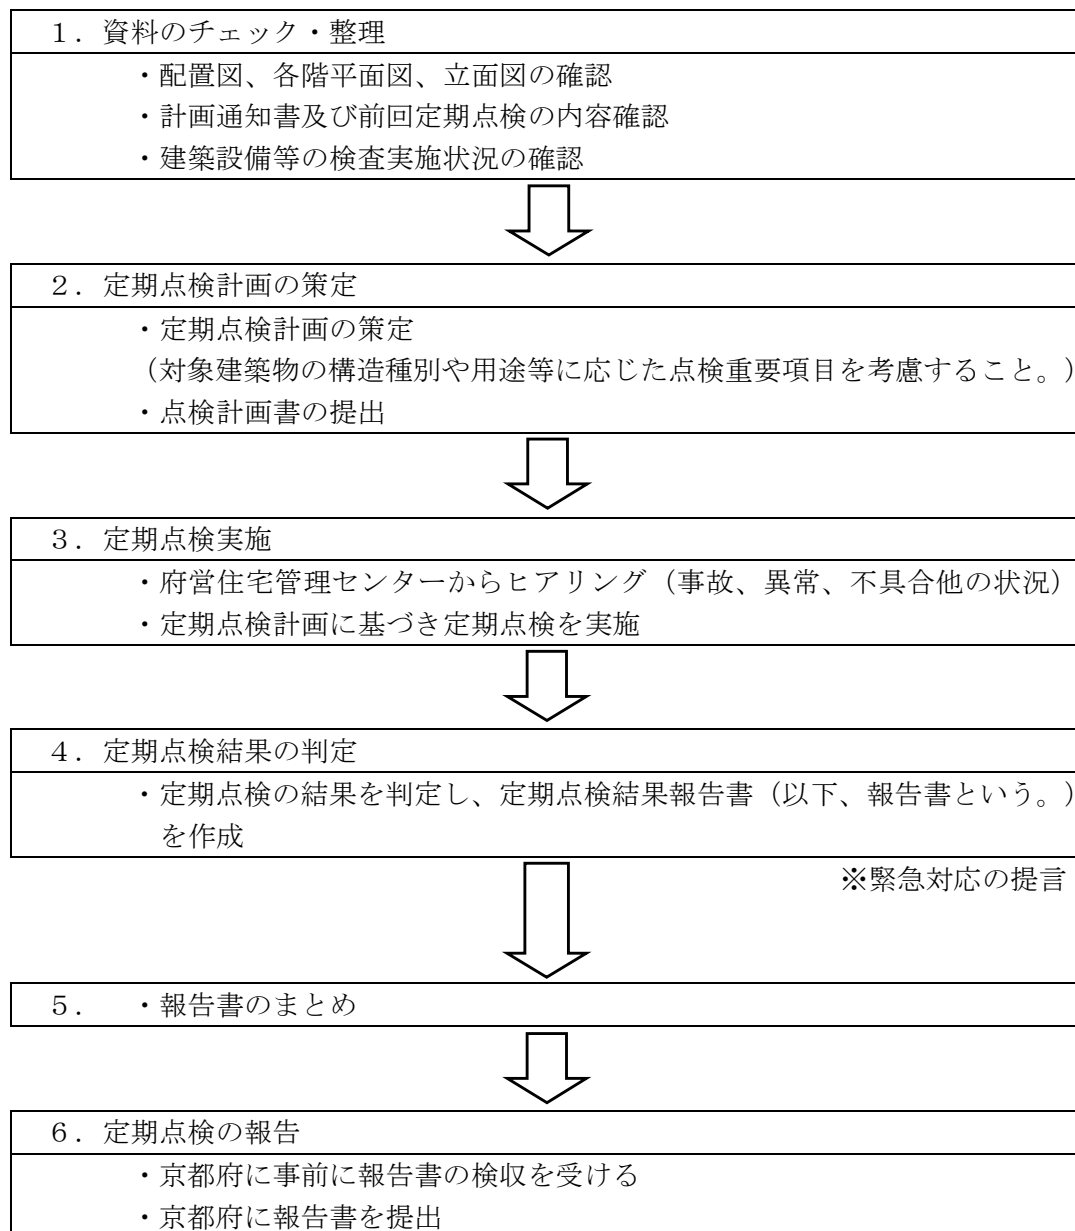 １．資料のチェック・整理
・配置図、各階平面図、立面図の確認
・計画通知書及び前回定期点検の内容確認
・建築設備等の検査実施状況の確認
２．定期点検計画の策定
・定期点検計画の策定
（対象建築物の構造種別や用途等に応じた点検重要項目を考慮すること。）
・点検計画書の提出
３．定期点検実施
・府営住宅管理センターからヒアリング（事故、異常、不具合他の状況）
・定期点検計画に基づき定期点検を実施
４．定期点検結果の判定
・定期点検の結果を判定し、定期点検結果報告書（以下、報告書という。）
を作成
※緊急対応の提言
５．　・報告書のまとめ
６．定期点検の報告
・京都府に事前に報告書の検収を受ける
・京都府に報告書を提出